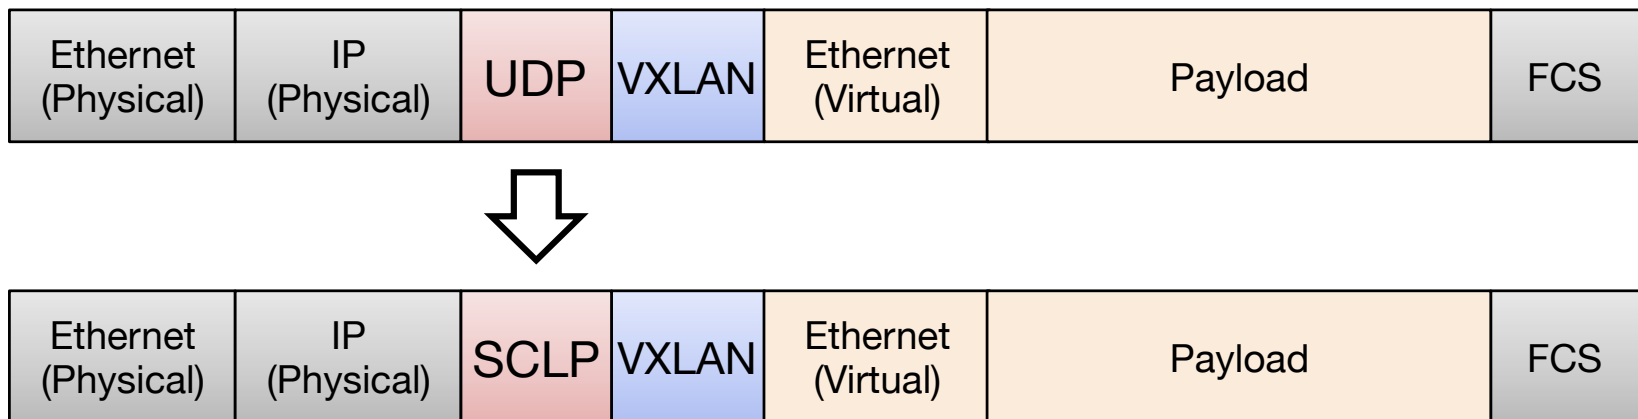 Ethernet
(Physical)
IP
(Physical)
UDP
VXLAN
Ethernet
(Virtual)
Payload
FCS
Ethernet
(Physical)
IP
(Physical)
SCLP
VXLAN
Ethernet
(Virtual)
Payload
FCS